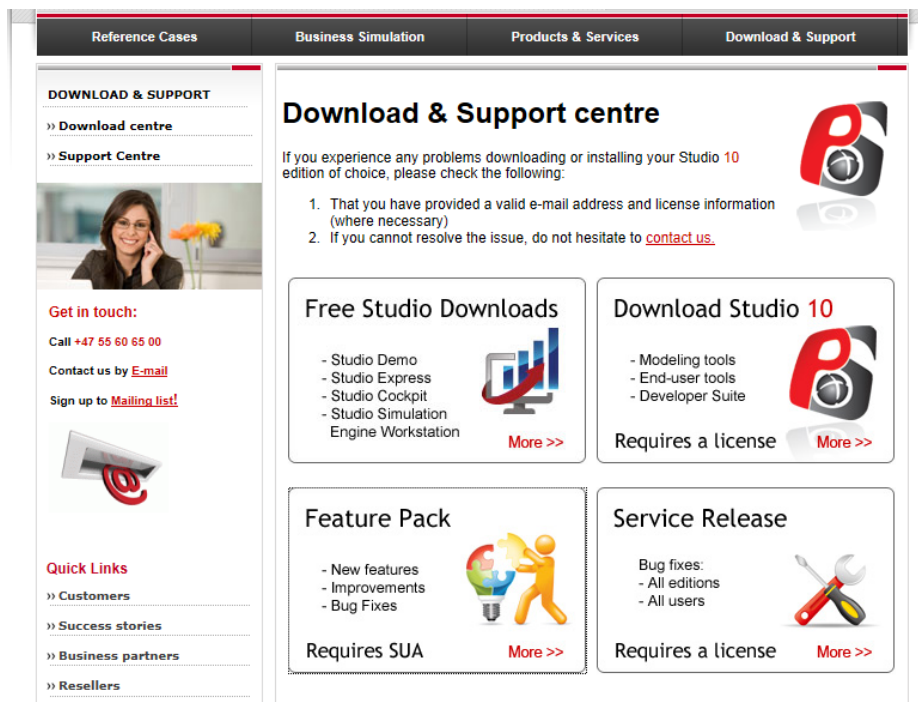 Reference Cases
Business Simulation
Products & Services
Download & Support
DOWNLOAD & SUPPORT
›› Download centre
›› Support Centre
Get in touch:
Call +47 55 60 65 00
Contact us by E-mail
Sign up to Mailing list!
@
Quick Links
›› Customers
›› Success stories
›› Business partners
›› Resellers
Download & Support centre
If you experience any problems downloading or installing your Studio 10
edition of choice, please check the following:
1. That you have provided a valid e-mail address and license information
(where necessary)
2. If you cannot resolve the issue, do not hesitate to contact us.
PS
Free Studio Downloads
- Studio Demo
- Studio Express
- Studio Cockpit
- Studio Simulation
Engine Workstation
More >>
Download Studio 10
- Modeling tools
- End-user tools
- Developer Suite
PS
Requires a license
More >>
Feature Pack
- New features
- Improvements
- Bug Fixes
Requires SUA
More >>
Service Release
Bug fixes:
- All editions
- All users
Requires a license
More >>